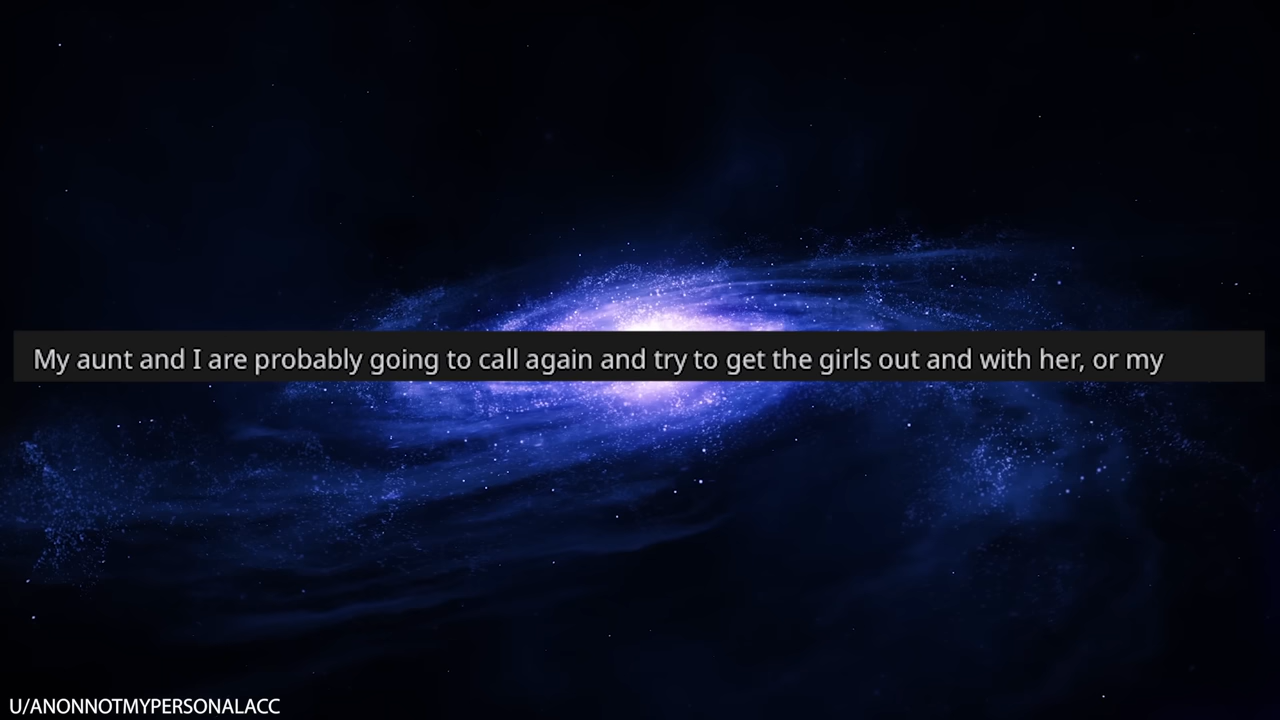 My aunt and I are probably going to call again and try to get the girls out and with her, or my
U/ANONNOTMYPERSONALACC